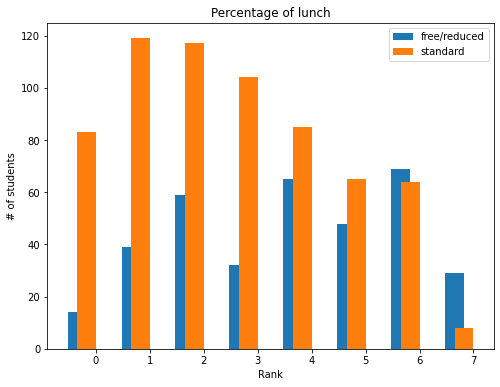 Percentage of lunch
free/reduced
standard
120
100
80
60
40
20
0
# of students
0 1 2 3 4 5 6 7
Rank